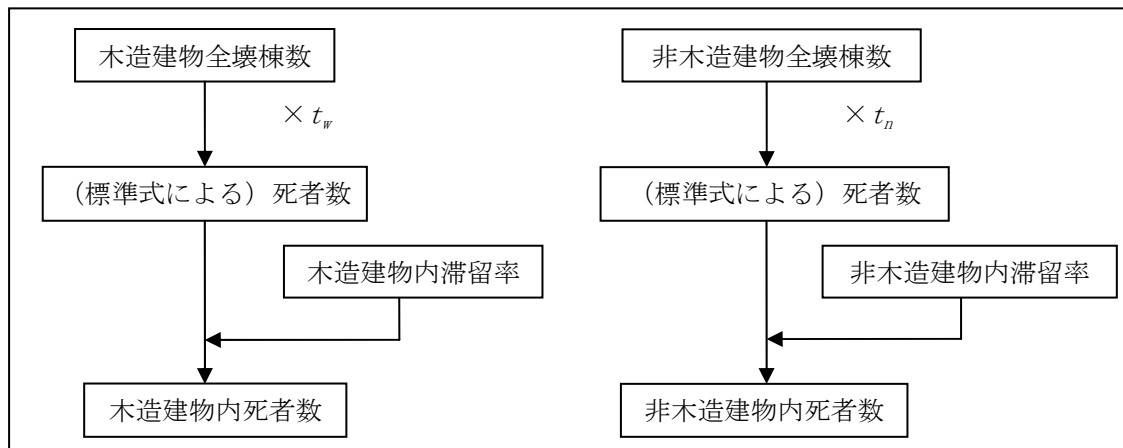 木造建物全壊棟数
× tw
（標準式による）死者数
木造建物内滞留率
木造建物内死者数
非木造建物全壊棟数
× tn
（標準式による）死者数
非木造建物内滞留率
非木造建物内死者数